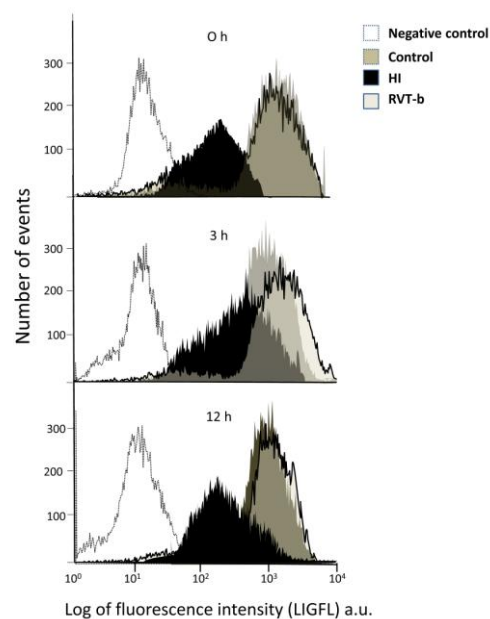 Negative control
Control
HI
RVT-b
Number of events
O h
300
200
100
3 h
300
200
100
12 h
300
200
100
10⁰ 10¹ 10² 10³ 10⁴
Log of fluorescence intensity (LIGFL) a.u.